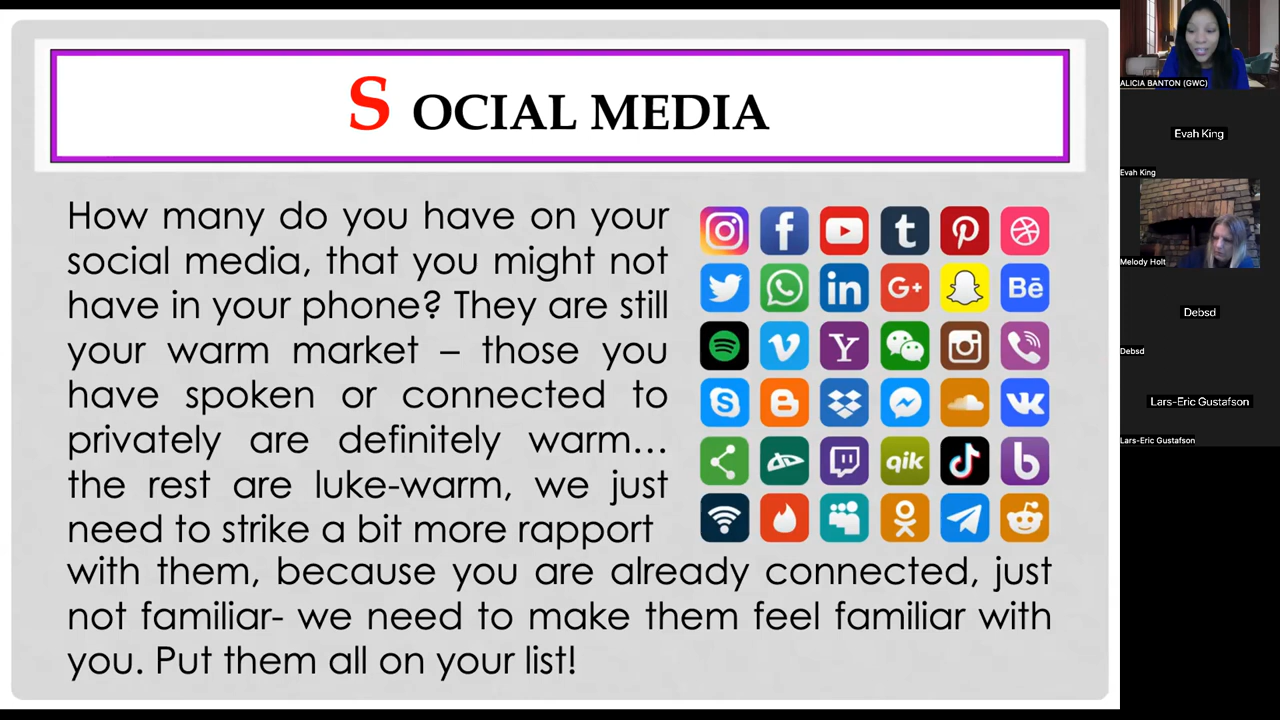 S OCIAL MEDIA
How many do you have on your
social media, that you might not
have in your phone? They are still
your warm market – those you
have spoken or connected to
privately are definitely warm...
the rest are luke-warm, we just
need to strike a bit more rapport
with them, because you are already connected, just
not familiar- we need to make them feel familiar with
you. Put them all on your list!
f
t
in
G+
Bē
Y
qik
b
ALICIA BANTON (GWC)
Evah King
Evah King
Melody Holt
Debsd
Debsd
Lars-Eric Gustafson
Lars-Eric Gustafson